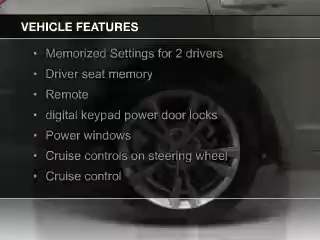 VEHICLE FEATURES
• Memorized Settings for 2 drivers
• Driver seat memory
• Remote
• digital keypad power door locks
• Power windows
• Cruise controls on steering wheel
• Cruise control